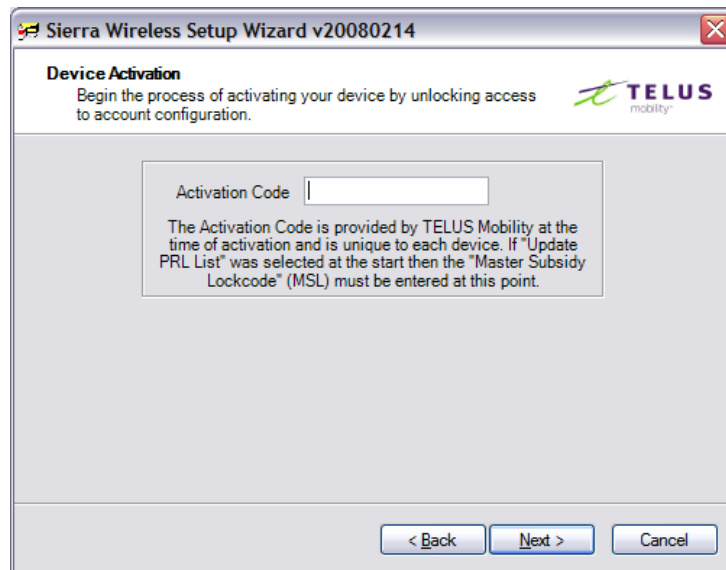 Sierra Wireless Setup Wizard v20080214
Device Activation
Begin the process of activating your device by unlocking access
to account configuration.
TELUS
mobility
Activation Code
The Activation Code is provided by TELUS Mobility at the
time of activation and is unique to each device. If "Update
PRL List" was selected at the start then the "Master Subsidy
Lockcode" (MSL) must be entered at this point.
< Back
Next >
Cancel